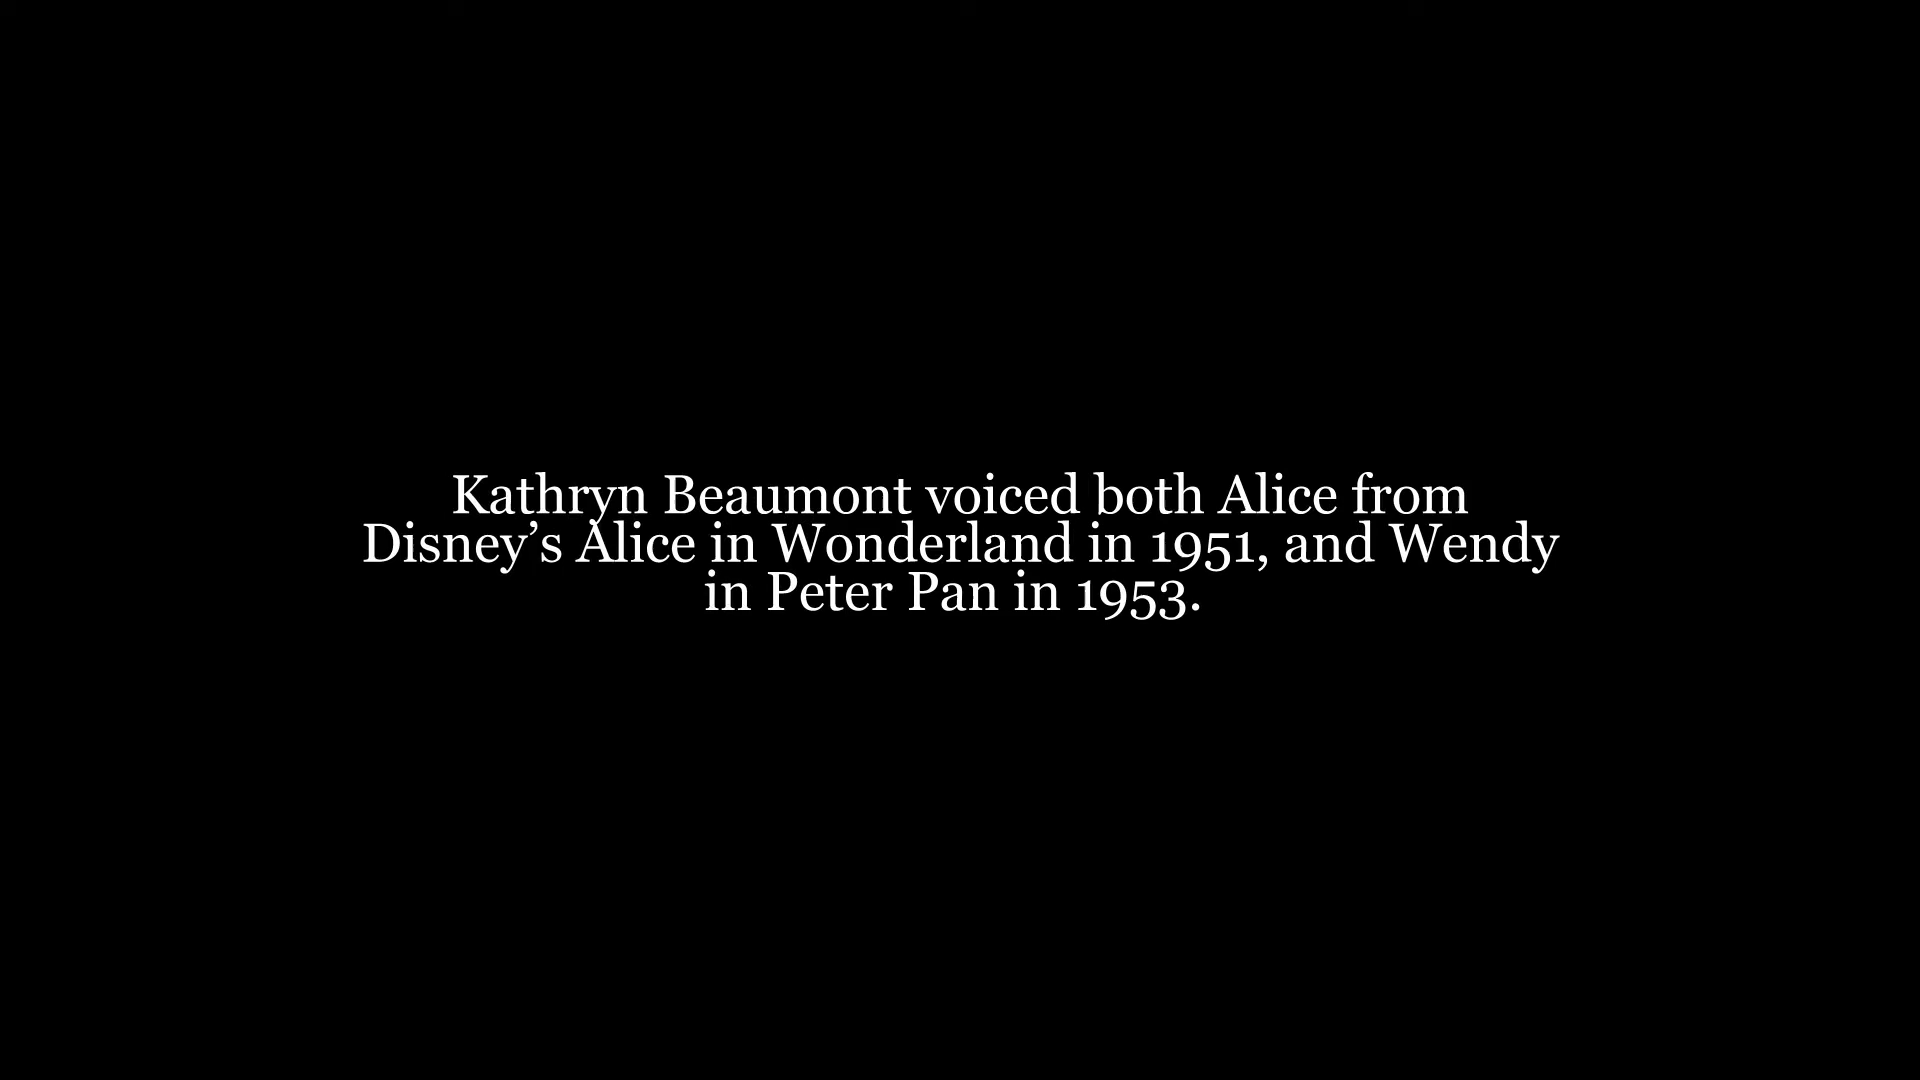 Kathryn Beaumont voiced both Alice from
Disney’s Alice in Wonderland in 1951, and Wendy
in Peter Pan in 1953.